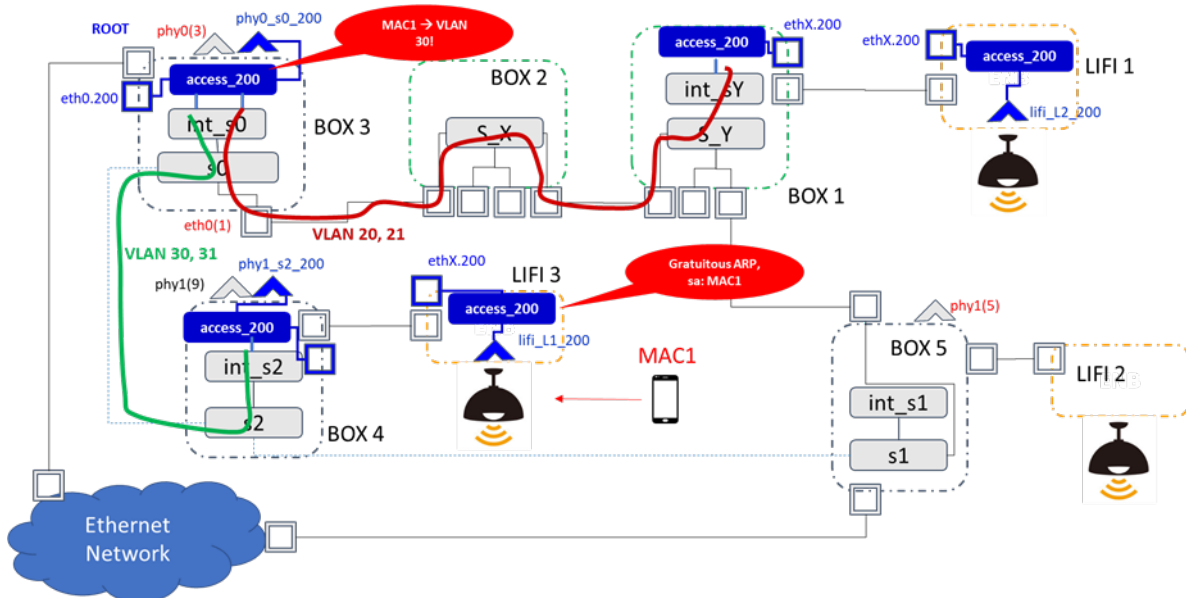 ROOT
phy0(3)
phy0_s0_200
MAC1 → VLAN
30!
access_200
eth0.200
int_s0
BOX 3
s0
eth0(1)
VLAN 20, 21
VLAN 30, 31
BOX 2
S_X
access_200
ethX.200
int_sY
S_Y
BOX 1
ethX.200
access_200
LIFI 1
lifi_L2_200
phy1_s2_200
phy1(9)
access_200
int_s2
s2
BOX 4
ethX.200
LIFI 3
access_200
lifi_L1_200
Gratuitous ARP,
sa: MAC1
MAC1
phy1(5)
BOX 5
int_s1
s1
LIFI 2
Ethernet
Network